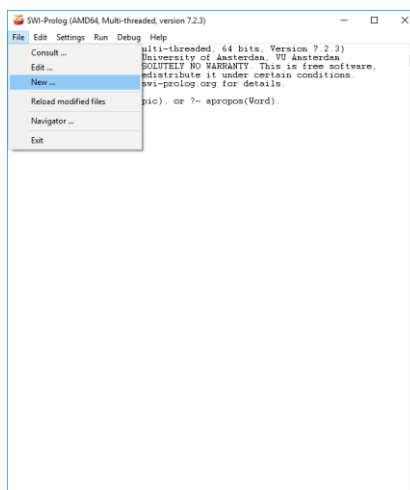 SWI-Prolog (AMD64, Multi-threaded, version 7.2.3)
File Edit Settings Run Debug Help
Consult ...
Edit ...
New ...
Reload modified files
Navigator ...
Exit
ulti-threaded, 64 bits, Version 7.2.3)
University of Amsterdam, VU Amsterdam
SOLUTELY NO WARRANTY. This is free software,
edistribute it under certain conditions.
swi-prolog.org for details.
pic). or ?- apropos(Word).